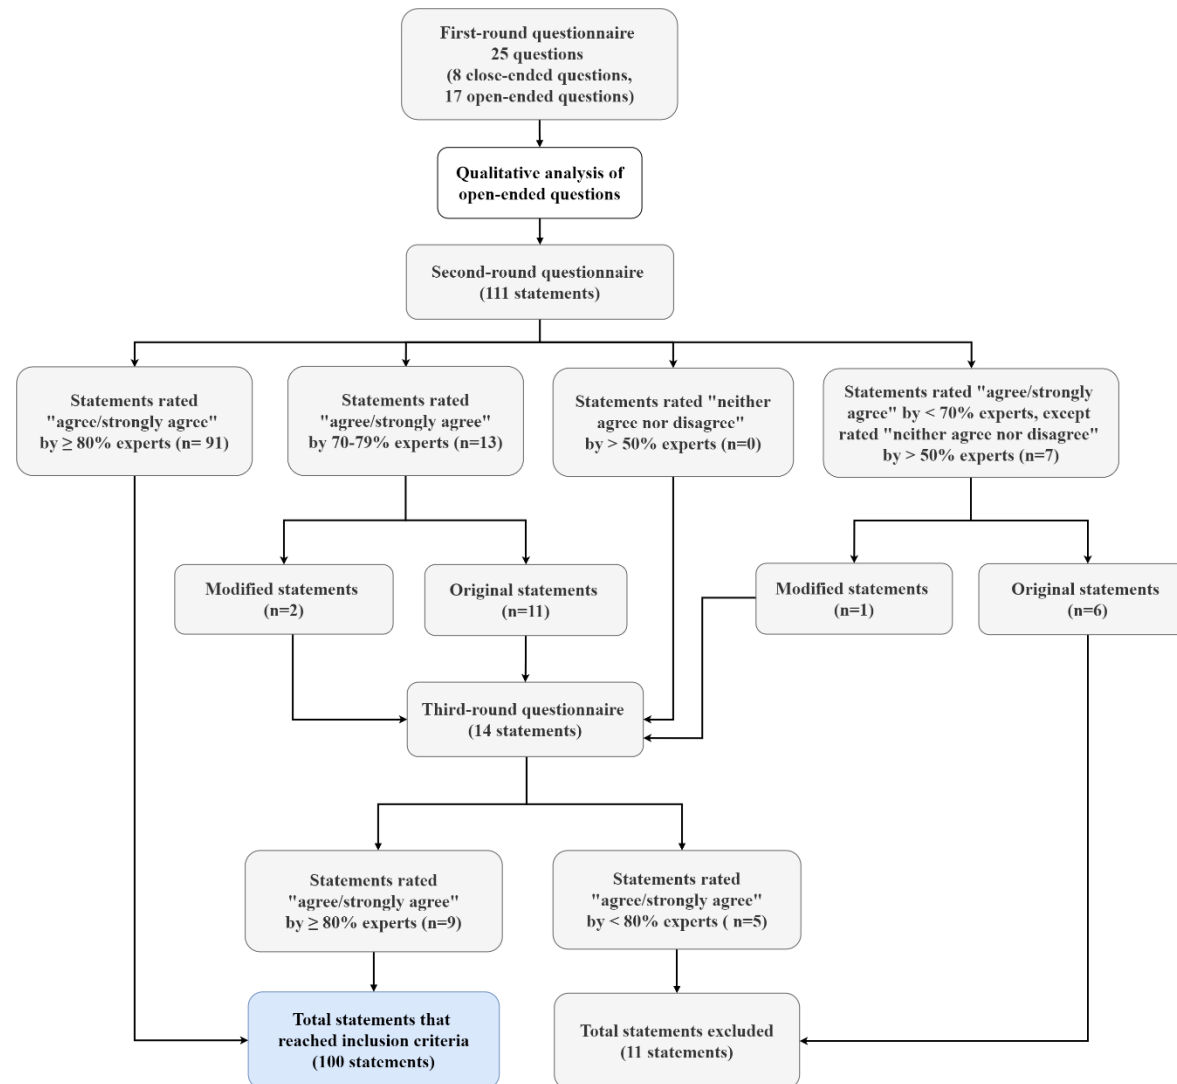 First-round questionnaire
25 questions
(8 close-ended questions,
17 open-ended questions)
Qualitative analysis of
open-ended questions
Second-round questionnaire
(111 statements)
Statements rated
"agree/strongly agree"
by ≥ 80% experts (n= 91)
Statements rated
"agree/strongly agree"
by 70-79% experts (n=13)
Statements rated "neither
agree nor disagree"
by > 50% experts (n=0)
Statements rated "agree/strongly
agree" by < 70% experts, except
rated "neither agree nor disagree"
by > 50% experts (n=7)
Modified statements
(n=2)
Original statements
(n=11)
Modified statements
(n=1)
Original statements
(n=6)
Third-round questionnaire
(14 statements)
Statements rated
"agree/strongly agree"
by ≥ 80% experts (n=9)
Statements rated
"agree/strongly agree"
by < 80% experts ( n=5)
Total statements that
reached inclusion criteria
(100 statements)
Total statements excluded
(11 statements)